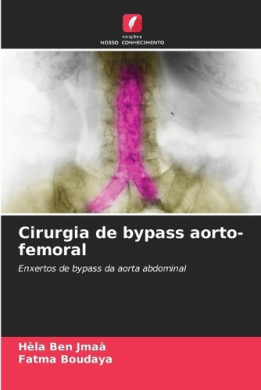 edições
NOSSO CONHECIMENTO
Cirurgia de bypass aorto-
femoral
Enxertos de bypass da aorta abdominal
Hèla Ben Jmaà
Fatma Boudaya